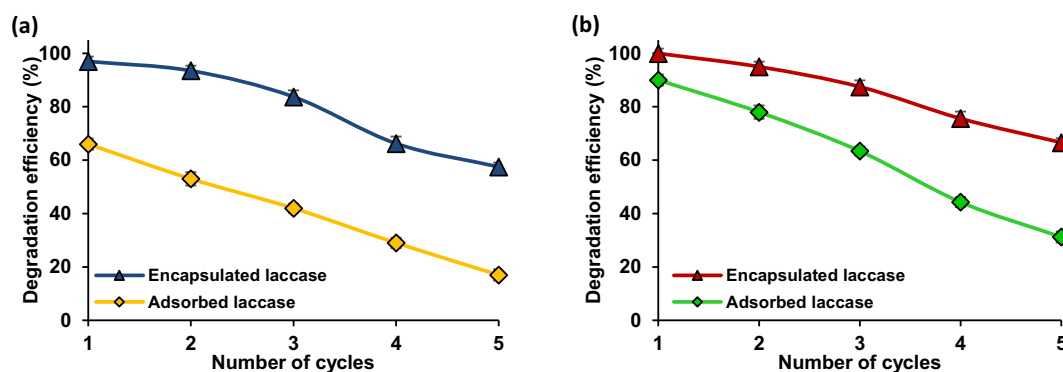 (a)
Degradation efficiency (%)
100
80
60
40
20
0
Encapsulated laccase
Adsorbed laccase
1 2 3 4 5
Number of cycles
(b)
Degradation efficiency (%)
100
80
60
40
20
0
Encapsulated laccase
Adsorbed laccase
1 2 3 4 5
Number of cycles